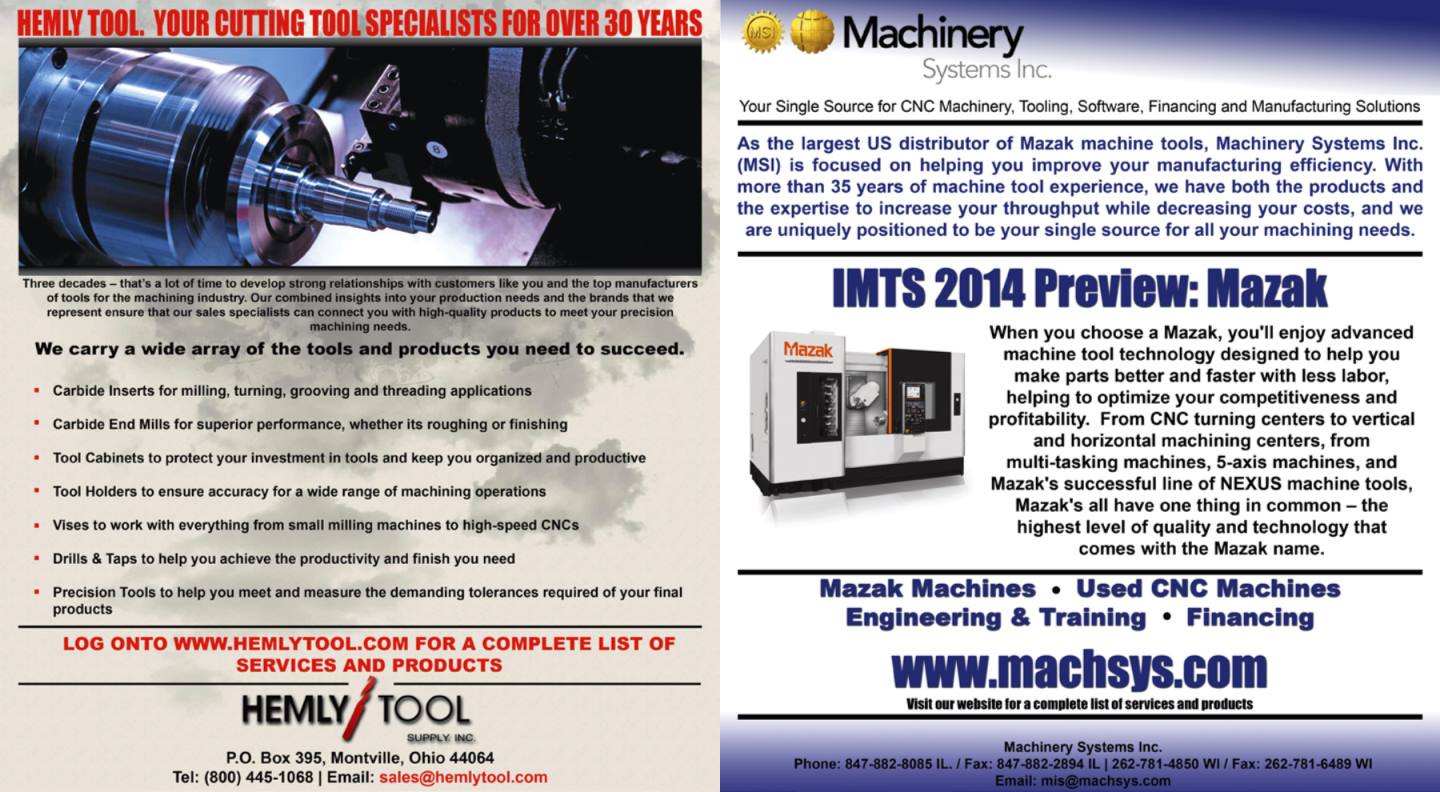 HEMLY TOOL. YOUR CUTTING TOOL SPECIALISTS FOR OVER 30 YEARS
8
Three decades – that's a lot of time to develop strong relationships with customers like you and the top manufacturers
of tools for the machining industry. Our combined insights into your production needs and the brands that we
represent ensure that our sales specialists can connect you with high-quality products to meet your precision
machining needs.
We carry a wide array of the tools and products you need to succeed.
▪ Carbide Inserts for milling, turning, grooving and threading applications
▪ Carbide End Mills for superior performance, whether its roughing or finishing
▪ Tool Cabinets to protect your investment in tools and keep you organized and productive
▪ Tool Holders to ensure accuracy for a wide range of machining operations
▪ Vises to work with everything from small milling machines to high-speed CNCs
▪ Drills & Taps to help you achieve the productivity and finish you need
▪ Precision Tools to help you meet and measure the demanding tolerances required of your final
products
LOG ONTO WWW.HEMLYTOOL.COM FOR A COMPLETE LIST OF
SERVICES AND PRODUCTS
HEMLY TOOL
SUPPLY, INC.
P.O. Box 395, Montville, Ohio 44064
Tel: (800) 445-1068 | Email: sales@hemlytool.com
MSI Machinery
Systems Inc.
Your Single Source for CNC Machinery, Tooling, Software, Financing and Manufacturing Solutions
As the largest US distributor of Mazak machine tools, Machinery Systems Inc.
(MSI) is focused on helping you improve your manufacturing efficiency. With
more than 35 years of machine tool experience, we have both the products and
the expertise to increase your throughput while decreasing your costs, and we
are uniquely positioned to be your single source for all your machining needs.
IMTS 2014 Preview: Mazak
Mazak
When you choose a Mazak, you'll enjoy advanced
machine tool technology designed to help you
make parts better and faster with less labor,
helping to optimize your competitiveness and
profitability. From CNC turning centers to vertical
and horizontal machining centers, from
multi-tasking machines, 5-axis machines, and
Mazak's successful line of NEXUS machine tools,
Mazak's all have one thing in common – the
highest level of quality and technology that
comes with the Mazak name.
Mazak Machines • Used CNC Machines
Engineering & Training • Financing
www.machsys.com
Visit our website for a complete list of services and products
Machinery Systems Inc.
Phone: 847-882-8085 IL. / Fax: 847-882-2894 IL | 262-781-4850 WI / Fax: 262-781-6489 WI
Email: mis@machsys.com